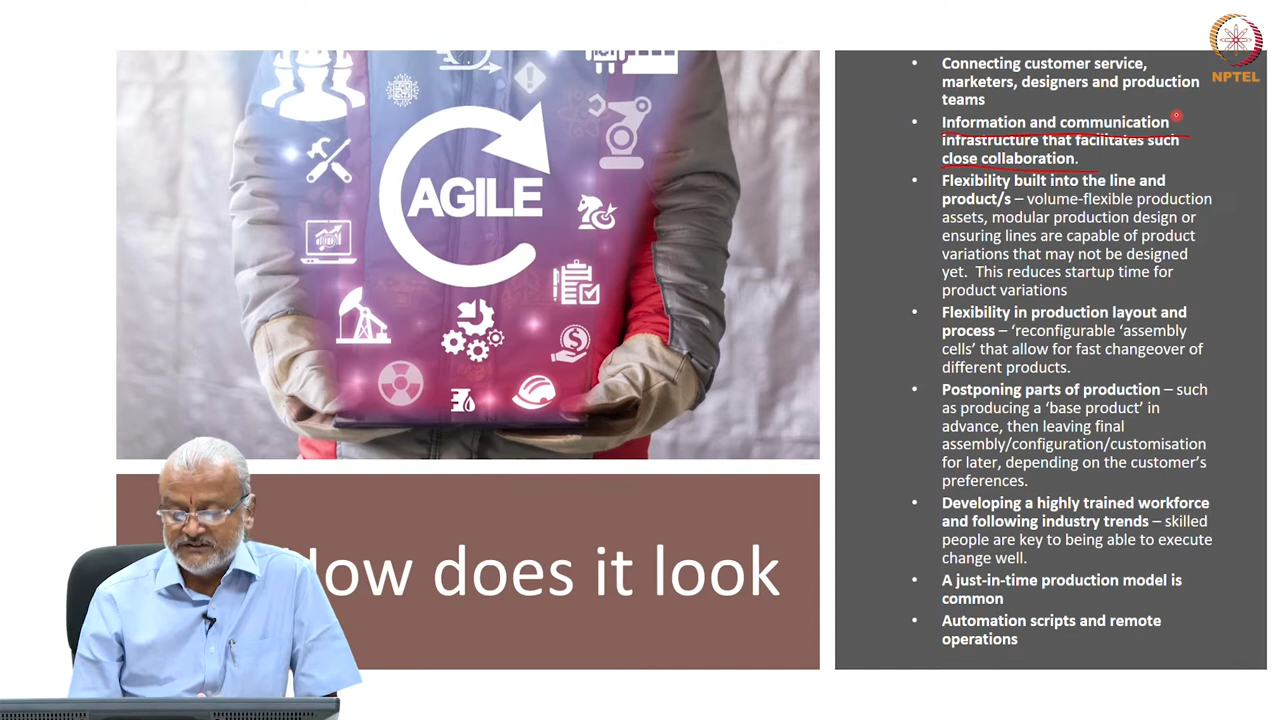 NPTEL
AGILE
How does it look
• Connecting customer service,
marketers, designers and production
teams
• Information and communication
infrastructure that facilitates such
close collaboration.
• Flexibility built into the line and
product/s – volume-flexible production
assets, modular production design or
ensuring lines are capable of product
variations that may not be designed
yet.  This reduces startup time for
product variations
• Flexibility in production layout and
process – ‘reconfigurable ‘assembly
cells’ that allow for fast changeover of
different products.
• Postponing parts of production – such
as producing a ‘base product’ in
advance, then leaving final
assembly/configuration/customisation
for later, depending on the customer’s
preferences.
• Developing a highly trained workforce
and following industry trends – skilled
people are key to being able to execute
change well.
• A just-in-time production model is
common
• Automation scripts and remote
operations